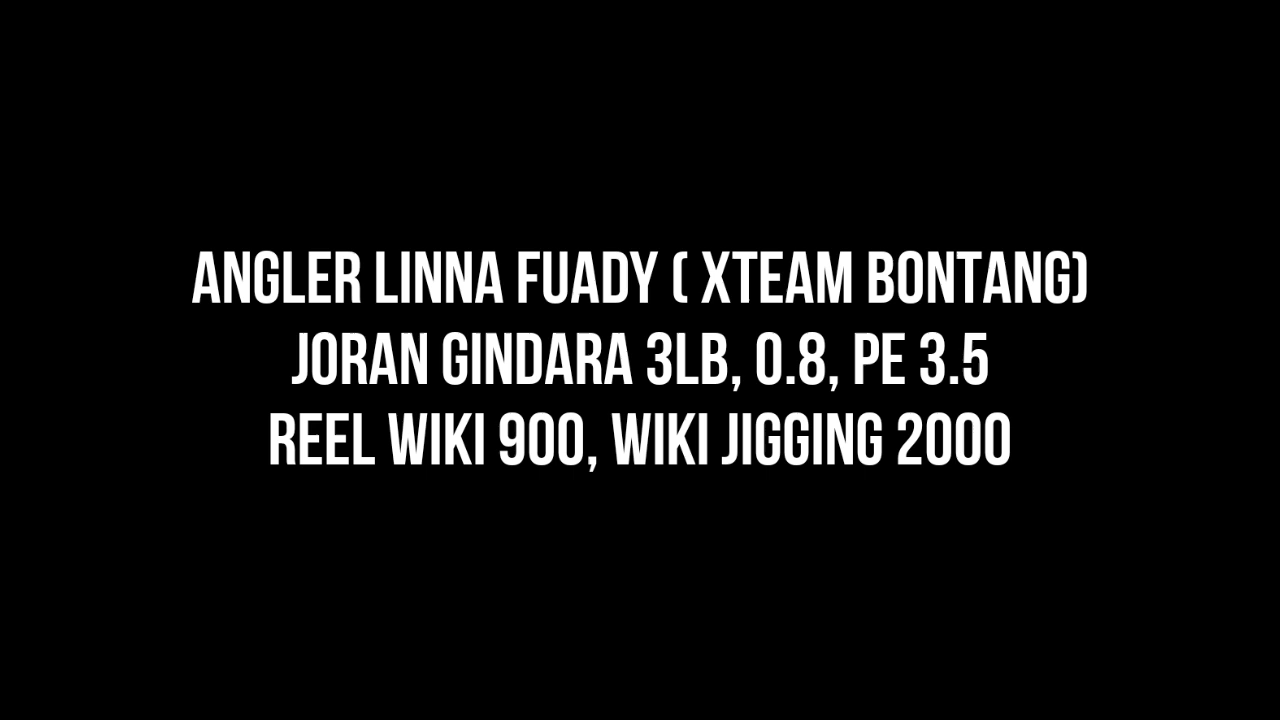 ANGLER LINNA FUADY ( XTEAM BONTANG)
JORAN GINDARA 3LB, 0.8, PE 3.5
REEL WIKI 900, WIKI JIGGING 2000